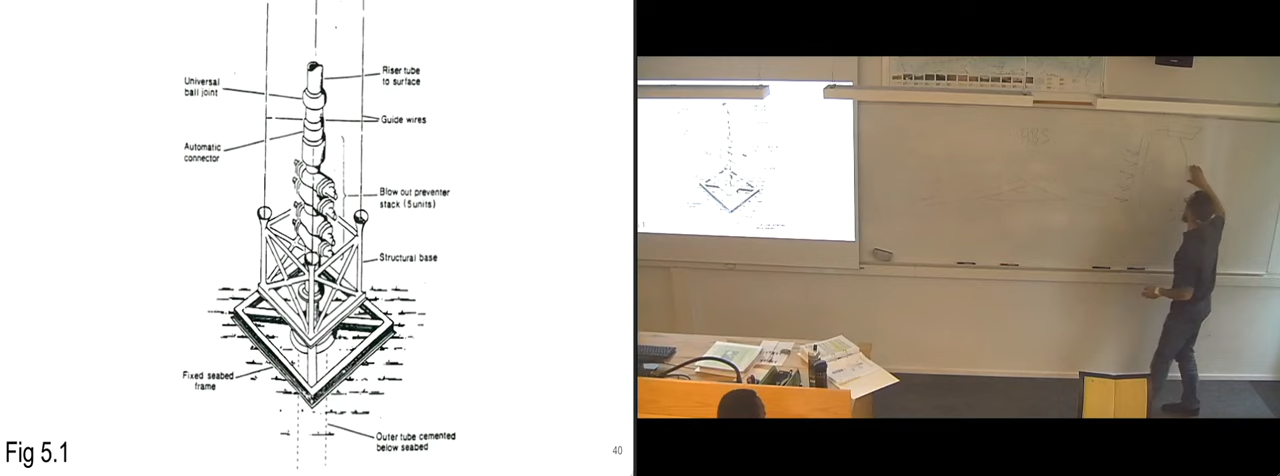 Universal
ball joint
Riser tube
to surface
Guide wires
Automatic
connector
Blow out preventer
stack (5 units)
Structural base
Fixed seabed
frame
Outer tube cemented
below seabed
Fig 5.1
40